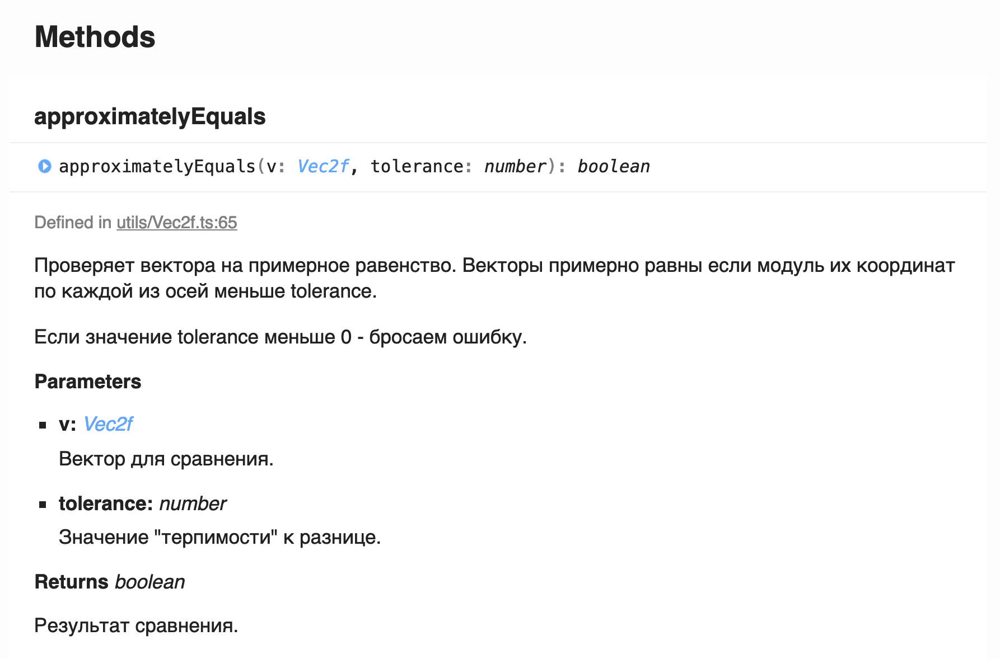 Methods
approximatelyEquals
approximatelyEquals(v: Vec2f, tolerance: number): boolean
Defined in utils/Vec2f.ts:65
Проверяет вектора на примерное равенство. Векторы примерно равны если модуль их координат
по каждой из осей меньше tolerance.
Если значение tolerance меньше 0 - бросаем ошибку.
Parameters
v: Vec2f
Вектор для сравнения.
tolerance: number
Значение "терпимости" к разнице.
Returns boolean
Результат сравнения.